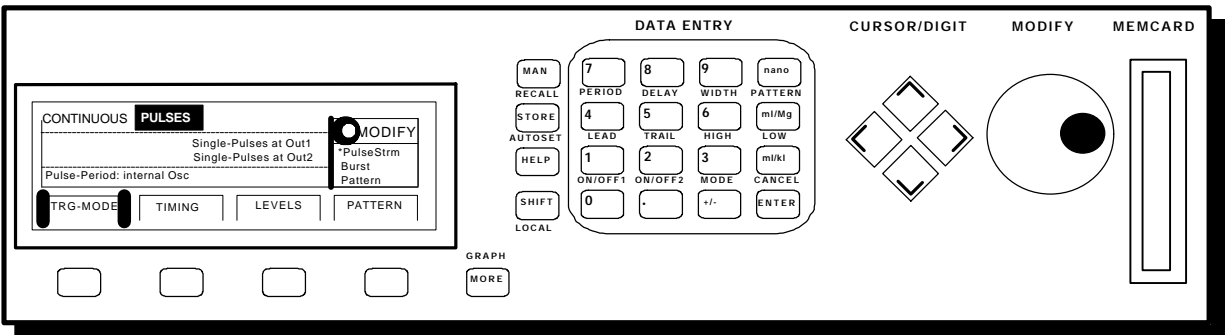 DATA ENTRY
CURSOR/DIGIT
MODIFY
MEMCARD
CONTINUOUS PULSES
Single-Pulses at Out1
Single-Pulses at Out2
Pulse-Period: internal Osc
MODIFY
*PulseStrm
Burst
Pattern
TRG-MODE
TIMING
LEVELS
PATTERN
GRAPH
MORE
MAN
RECALL
STORE
AUTOSET
HELP
SHIFT
LOCAL
7 8 9 nano
PERIOD DELAY WIDTH PATTERN
4 5 6 ml/Mg
LEAD TRAIL HIGH LOW
1 2 3 ml/kl
ON/OFF1 ON/OFF2 MODE CANCEL
0 . +/- ENTER